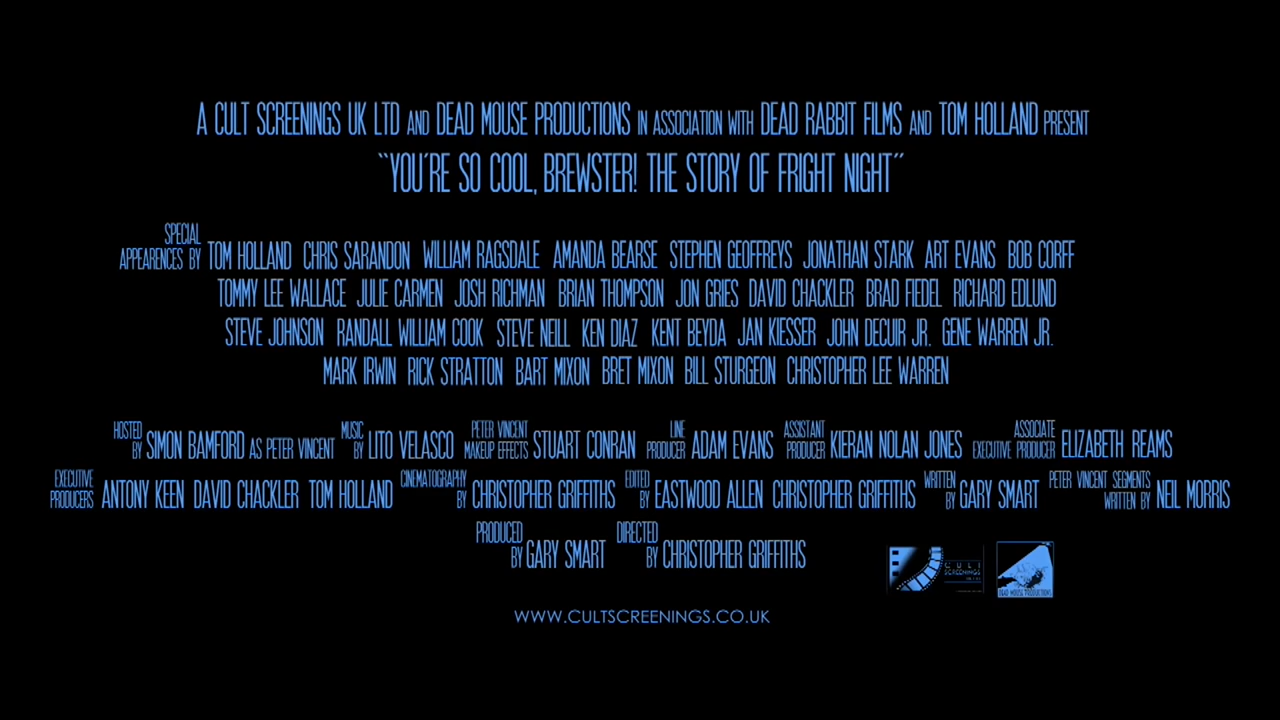 A CULT SCREENINGS UK LTD AND DEAD MOUSE PRODUCTIONS IN ASSOCIATION WITH DEAD RABBIT FILMS AND TOM HOLLAND PRESENT
“YOU'RE SO COOL, BREWSTER! THE STORY OF FRIGHT NIGHT”
SPECIAL APPEARENCES BY TOM HOLLAND CHRIS SARANDON WILLIAM RAGSDALE AMANDA BEARSE STEPHEN GEOFFREYS JONATHAN STARK ART EVANS BOB CORFF
TOMMY LEE WALLACE JULIE CARMEN JOSH RICHMAN BRIAN THOMPSON JON GRIES DAVID CHACKLER BRAD FIEDEL RICHARD EDLUND
STEVE JOHNSON RANDALL WILLIAM COOK STEVE NEILL KEN DIAZ KENT BEYDA JAN KIESSER JOHN DECUIR JR. GENE WARREN JR.
MARK IRWIN RICK STRATTON BART MIXON BRET MIXON BILL STURGEON CHRISTOPHER LEE WARREN
HOSTED BY SIMON BAMFORD AS PETER VINCENT MUSIC BY LITO VELASCO PETER VINCENT MAKEUP EFFECTS STUART CONRAN LINE PRODUCER ADAM EVANS ASSISTANT PRODUCER KIERAN NOLAN JONES ASSOCIATE EXECUTIVE PRODUCER ELIZABETH REAMS
EXECUTIVE PRODUCERS ANTONY KEEN DAVID CHACKLER TOM HOLLAND CINEMATOGRAPHY BY CHRISTOPHER GRIFFITHS EDITED BY EASTWOOD ALLEN CHRISTOPHER GRIFFITHS WRITTEN BY GARY SMART PETER VINCENT SEGMENTS WRITTEN BY NEIL MORRIS
PRODUCED BY GARY SMART DIRECTED BY CHRISTOPHER GRIFFITHS
CULT
SCREENINGS
DEAD MOUSE PRODUCTIONS
WWW.CULTSCREENINGS.CO.UK